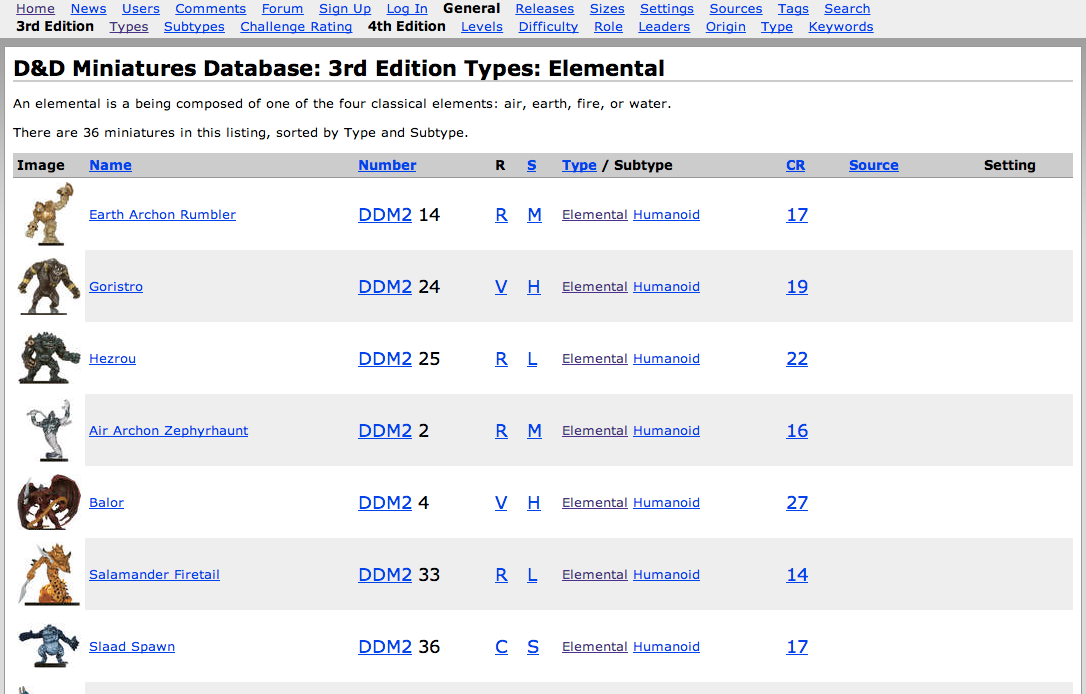 Home News Users Comments Forum Sign Up Log In General Releases Sizes Settings Sources Tags Search
3rd Edition Types Subtypes Challenge Rating 4th Edition Levels Difficulty Role Leaders Origin Type Keywords
D&D Miniatures Database: 3rd Edition Types: Elemental
An elemental is a being composed of one of the four classical elements: air, earth, fire, or water.
There are 36 miniatures in this listing, sorted by Type and Subtype.
Image Name Number R S Type / Subtype CR Source Setting
Earth Archon Rumbler DDM2 14 R M Elemental Humanoid 17
Goristro DDM2 24 V H Elemental Humanoid 19
Hezrou DDM2 25 R L Elemental Humanoid 22
Air Archon Zephyrhaunt DDM2 2 R M Elemental Humanoid 16
Balor DDM2 4 V H Elemental Humanoid 27
Salamander Firetail DDM2 33 R L Elemental Humanoid 14
Slaad Spawn DDM2 36 C S Elemental Humanoid 17